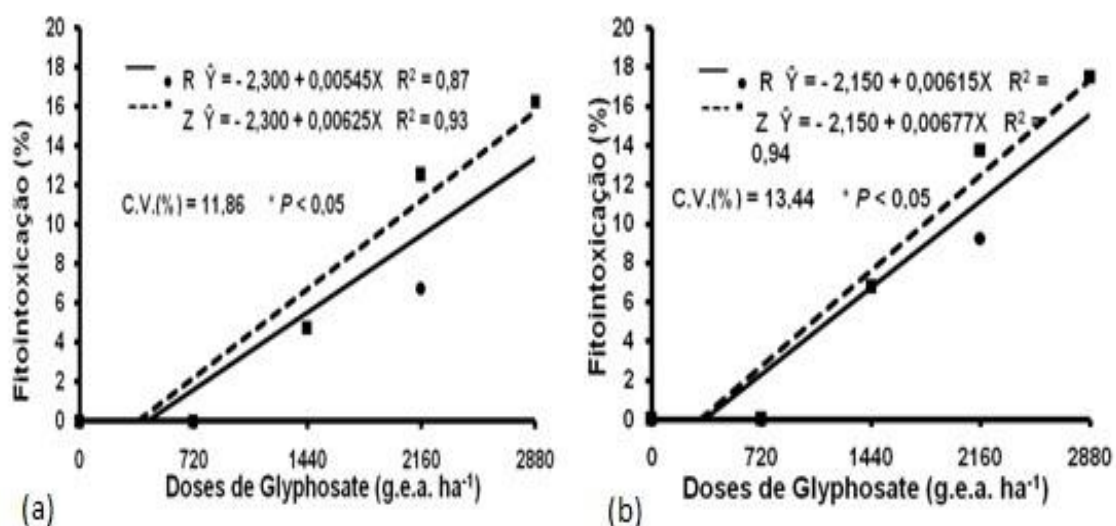 20
18
16
14
12
10
8
6
4
2
0
Fitointoxicação (%)
R Ŷ = - 2,300 + 0,00545X R² = 0,87
Z Ŷ = - 2,300 + 0,00625X R² = 0,93
C.V.(%) = 11,86 * P < 0,05
0 720 1440 2160 2880
Doses de Glyphosate (g.e.a. ha⁻¹)
(a)
20
18
16
14
12
10
8
6
4
2
0
Fitointoxicação (%)
R Ŷ = - 2,150 + 0,00615X R² =
Z Ŷ = - 2,150 + 0,00677X R² =
0,94
C.V.(%) = 13,44 * P < 0,05
0 720 1440 2160 2880
Doses de Glyphosate (g.e.a. ha⁻¹)
(b)